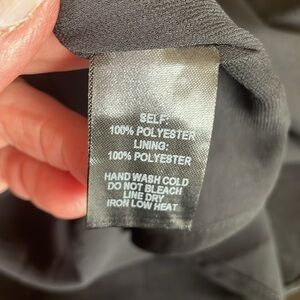 SELF:
100% POLYESTER
LINING:
100% POLYESTER
HAND WASH COLD
DO NOT BLEACH
LINE DRY
IRON LOW HEAT